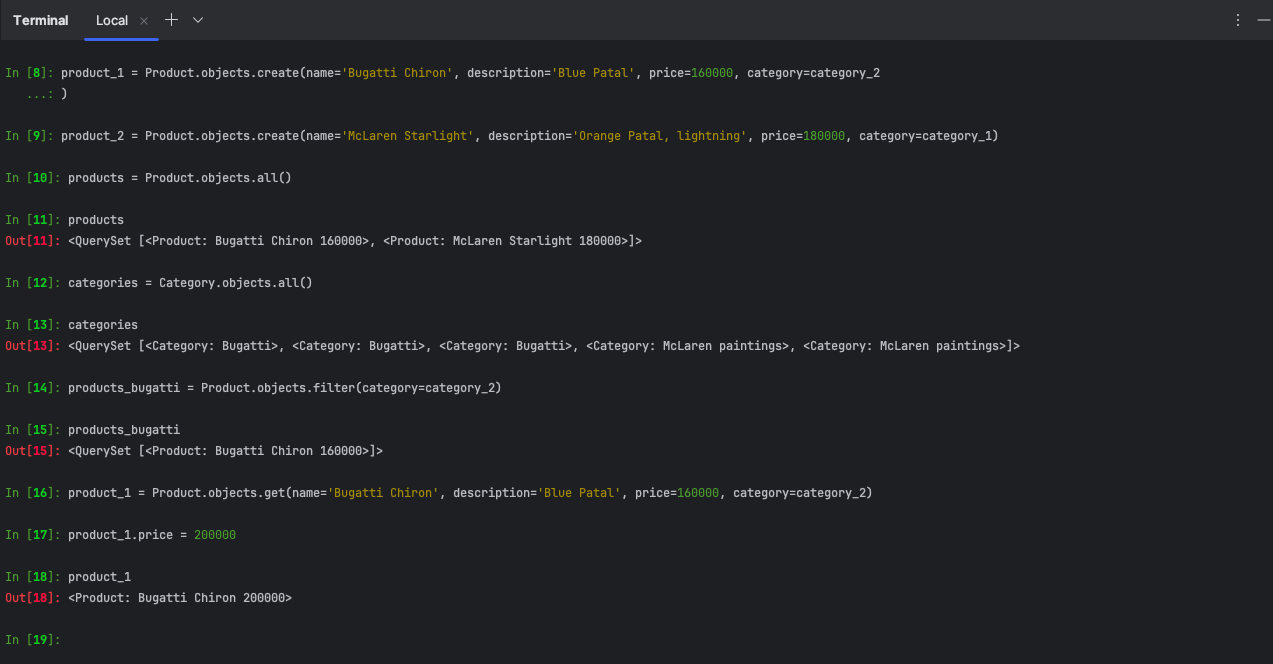 Terminal Local
In [8]: product_1 = Product.objects.create(name='Bugatti Chiron', description='Blue Patal', price=160000, category=category_2
...: )
In [9]: product_2 = Product.objects.create(name='McLaren Starlight', description='Orange Patal, lightning', price=180000, category=category_1)
In [10]: products = Product.objects.all()
In [11]: products
Out[11]: <QuerySet [<Product: Bugatti Chiron 160000>, <Product: McLaren Starlight 180000>]>
In [12]: categories = Category.objects.all()
In [13]: categories
Out[13]: <QuerySet [<Category: Bugatti>, <Category: Bugatti>, <Category: Bugatti>, <Category: McLaren paintings>, <Category: McLaren paintings>]>
In [14]: products_bugatti = Product.objects.filter(category=category_2)
In [15]: products_bugatti
Out[15]: <QuerySet [<Product: Bugatti Chiron 160000>]>
In [16]: product_1 = Product.objects.get(name='Bugatti Chiron', description='Blue Patal', price=160000, category=category_2)
In [17]: product_1.price = 200000
In [18]: product_1
Out[18]: <Product: Bugatti Chiron 200000>
In [19]: